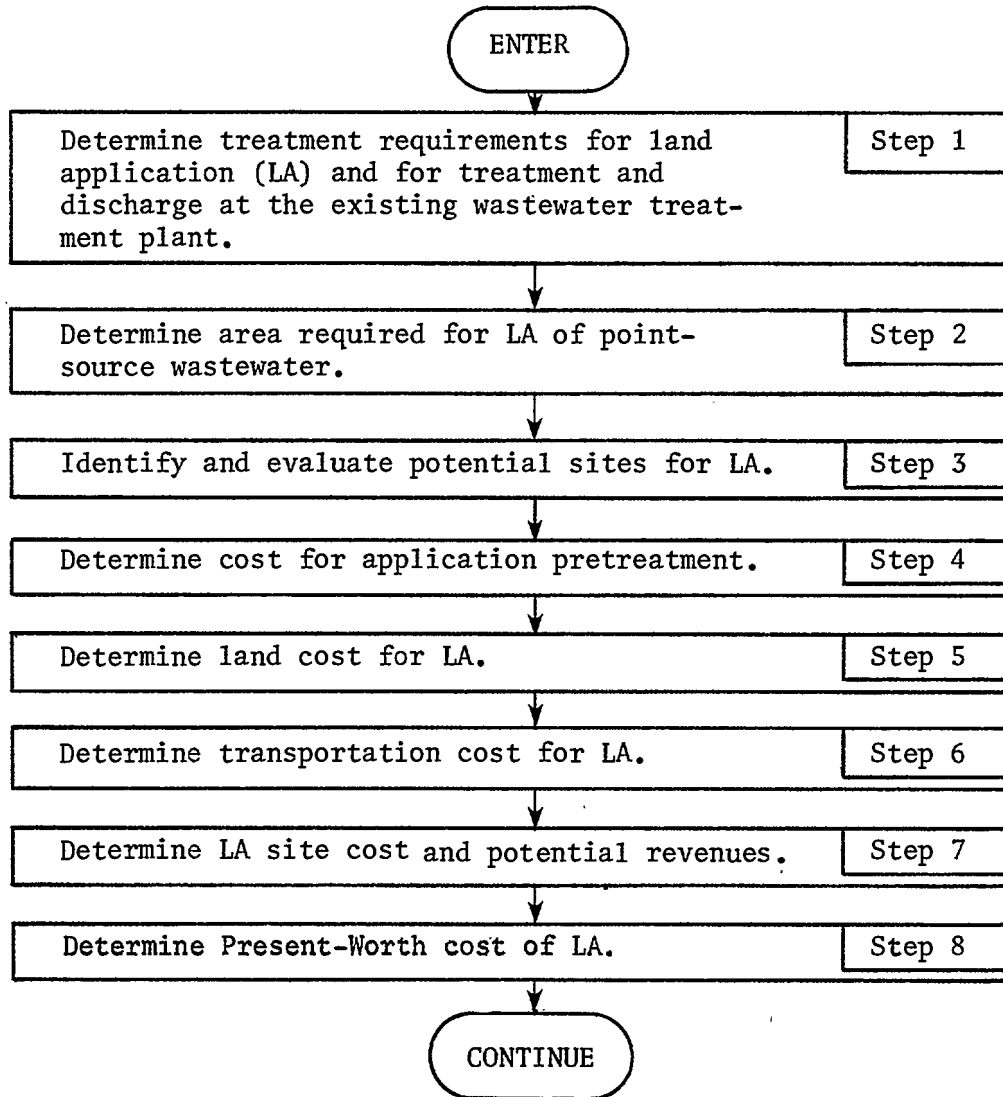 ENTER
Determine treatment requirements for land
application (LA) and for treatment and
discharge at the existing wastewater treat-
ment plant.
Step 1
Determine area required for LA of point-
source wastewater.
Step 2
Identify and evaluate potential sites for LA.
Step 3
Determine cost for application pretreatment.
Step 4
Determine land cost for LA.
Step 5
Determine transportation cost for LA.
Step 6
Determine LA site cost and potential revenues.
Step 7
Determine Present-Worth cost of LA.
Step 8
CONTINUE